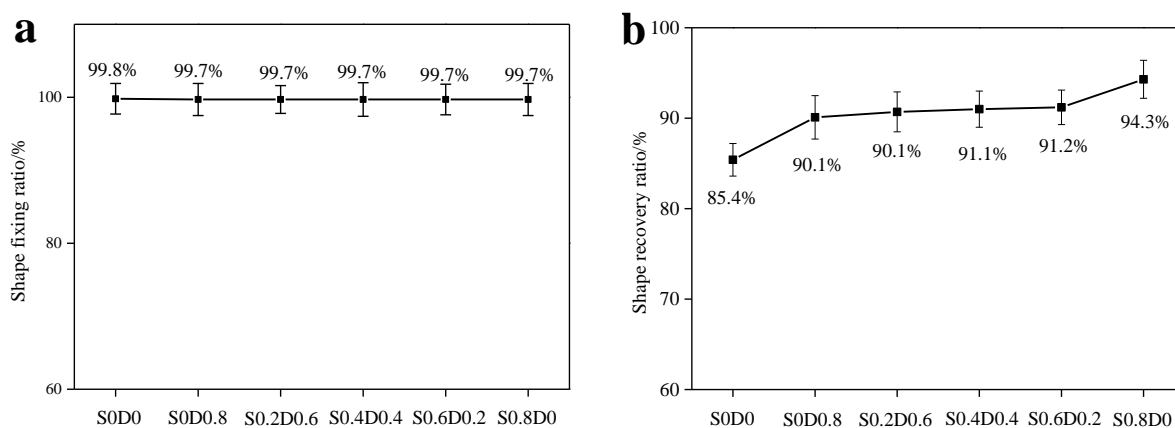 a
99.8% 99.7% 99.7% 99.7% 99.7% 99.7%
100
80
60
Shape fixing ratio/%
S0D0 S0D0.8 S0.2D0.6 S0.4D0.4 S0.6D0.2 S0.8D0
b
100
90
80
70
60
Shape recovery ratio/%
85.4% 90.1% 90.1% 91.1% 91.2% 94.3%
S0D0 S0D0.8 S0.2D0.6 S0.4D0.4 S0.6D0.2 S0.8D0